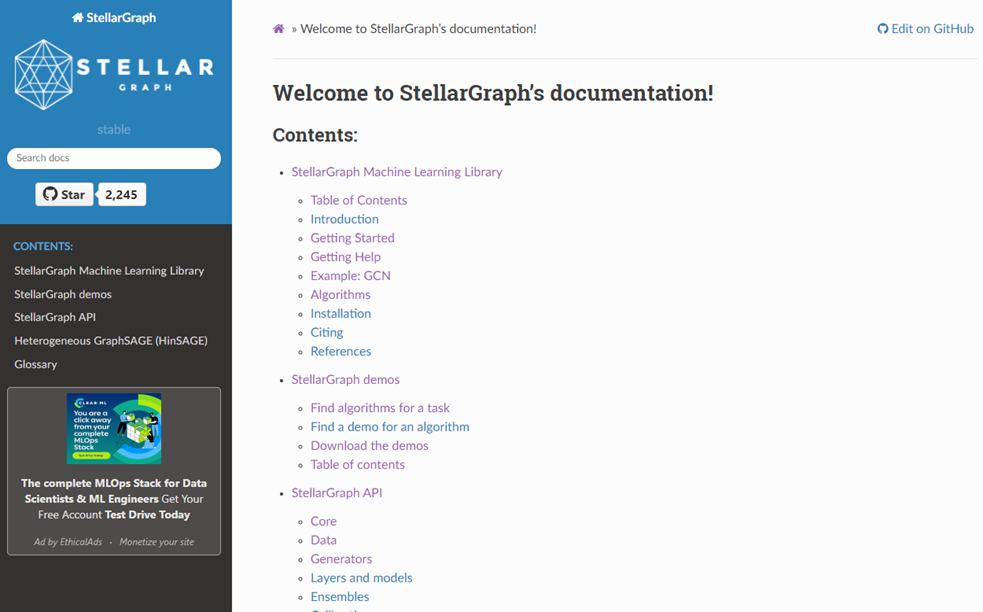 StellarGraph
STELLAR
GRAPH
stable
Search docs
Star
2,245
CONTENTS:
StellarGraph Machine Learning Library
StellarGraph demos
StellarGraph API
Heterogeneous GraphSAGE (HinSAGE)
Glossary
CLEAR ML
You are a
click away
from your
complete
MLOps
Stack
Test Drive Today
The complete MLOps Stack for Data
Scientists & ML Engineers Get Your
Free Account Test Drive Today
Ad by EthicalAds · Monetize your site
» Welcome to StellarGraph’s documentation!
Edit on GitHub
Welcome to StellarGraph’s documentation!
Contents:
StellarGraph Machine Learning Library
Table of Contents
Introduction
Getting Started
Getting Help
Example: GCN
Algorithms
Installation
Citing
References
StellarGraph demos
Find algorithms for a task
Find a demo for an algorithm
Download the demos
Table of contents
StellarGraph API
Core
Data
Generators
Layers and models
Ensembles